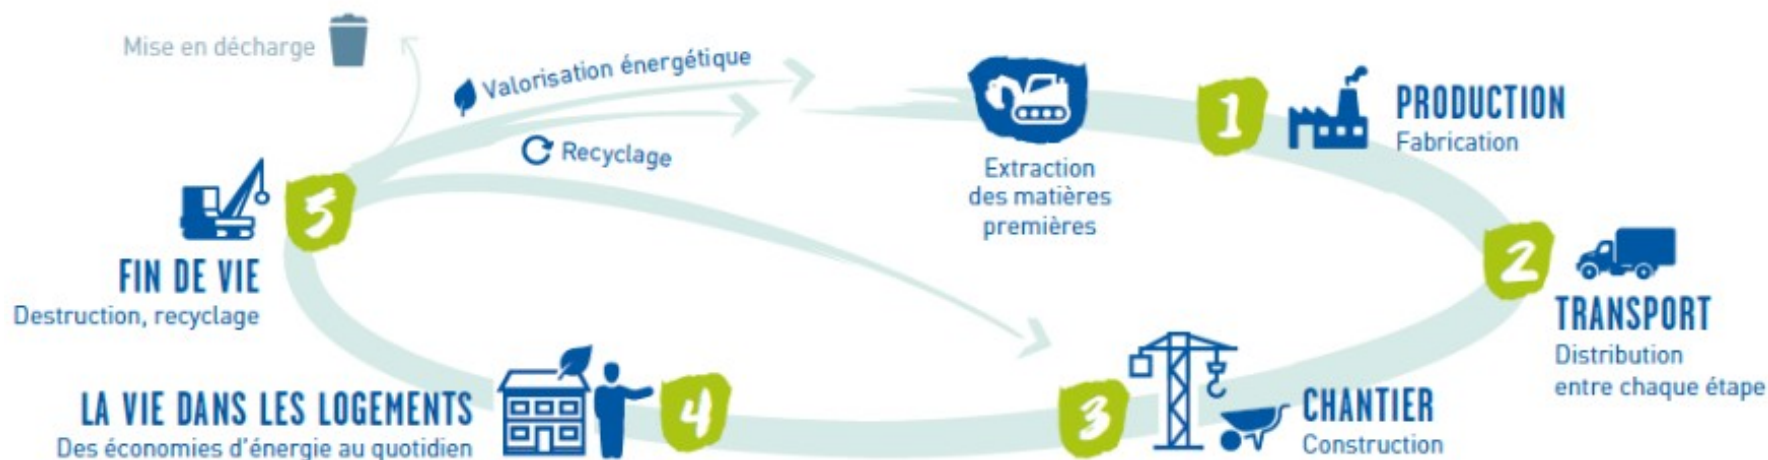 Mise en décharge
Valorisation énergétique
Recyclage
Extraction
des matières
premières
1
PRODUCTION
Fabrication
2
TRANSPORT
Distribution
entre chaque étape
3
CHANTIER
Construction
4
LA VIE DANS LES LOGEMENTS
Des économies d'énergie au quotidien
5
FIN DE VIE
Destruction, recyclage